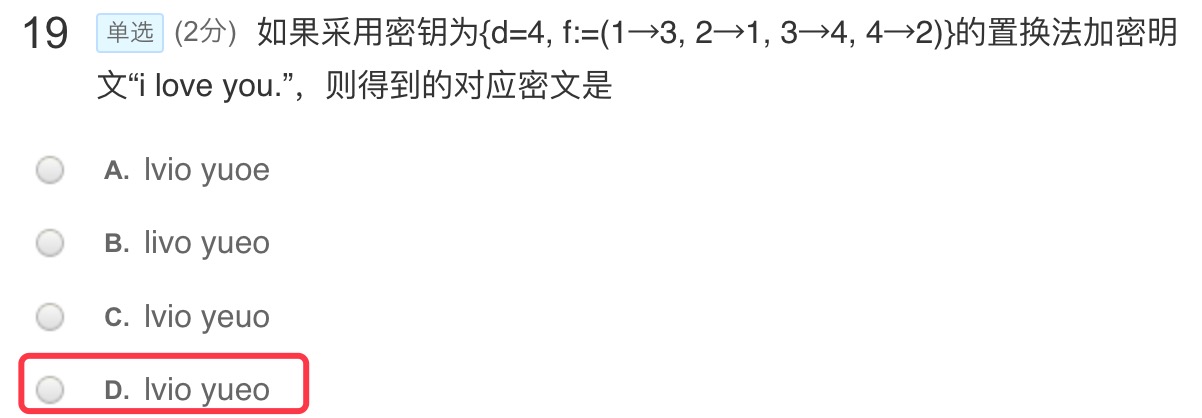 19 单选 (2分) 如果采用密钥为{d=4, f:=(1→3, 2→1, 3→4, 4→2)}的置换法加密明
文“i love you.”，则得到的对应密文是
A. lvio yuoe
B. livo yueo
C. lvio yeuo
D. lvio yueo